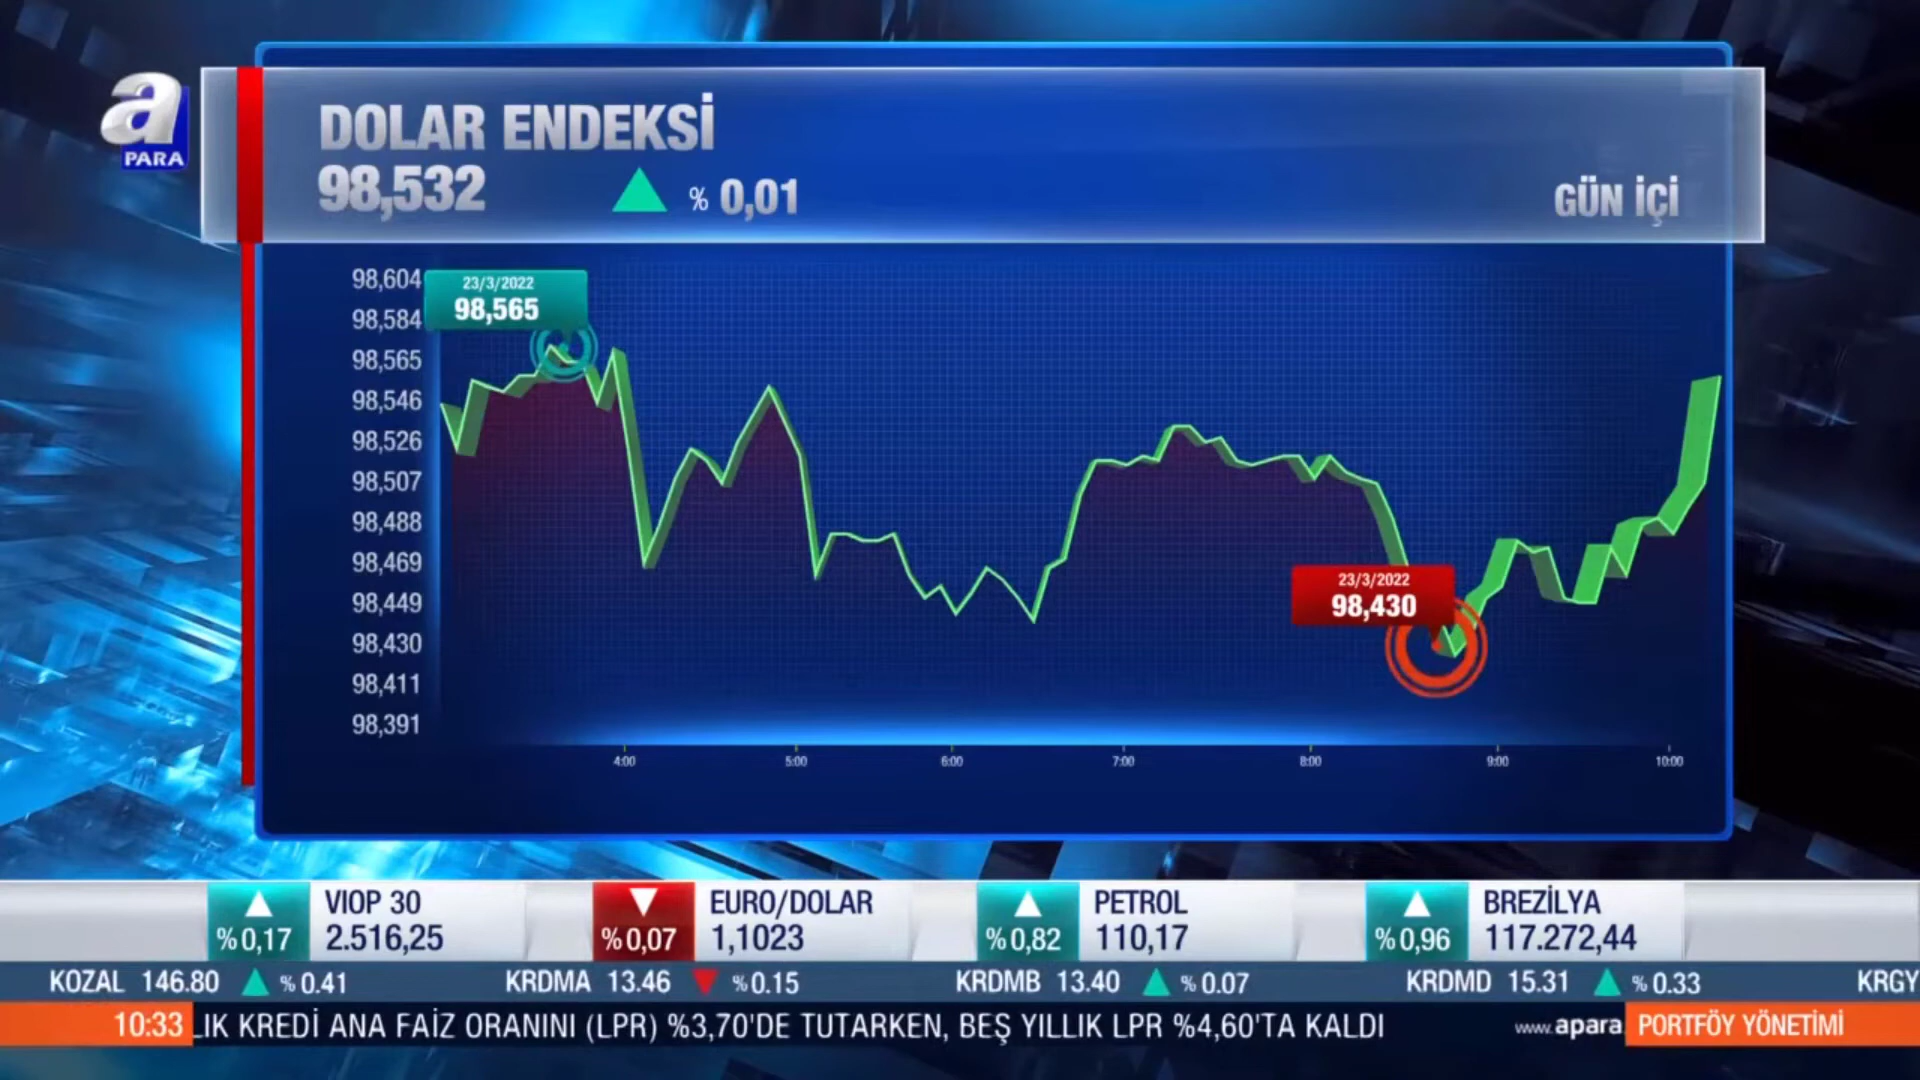 a
PARA
DOLAR ENDEKSİ
98,532
% 0,01
GÜN İÇİ
98,604
98,584
98,565
98,546
98,526
98,507
98,488
98,469
98,449
98,430
98,411
98,391
23/3/2022
98,565
23/3/2022
98,430
4:00 5:00 6:00 7:00 8:00 9:00 10:00
%0,17 VIOP 30 2.516,25
%0,07 EURO/DOLAR 1,1023
%0,82 PETROL 110,17
%0,96 BREZİLYA 117.272,44
KOZAL 146.80 % 0.41 KRDMA 13.46 % 0.15 KRDMB 13.40 % 0.07 KRDMD 15.31 % 0.33 KRGY
10:33 LIK KREDİ ANA FAİZ ORANINI (LPR) %3,70'DE TUTARKEN, BEŞ YILLIK LPR %4,60'TA KALDI www.apara. PORTFÖY YÖNETİMİ